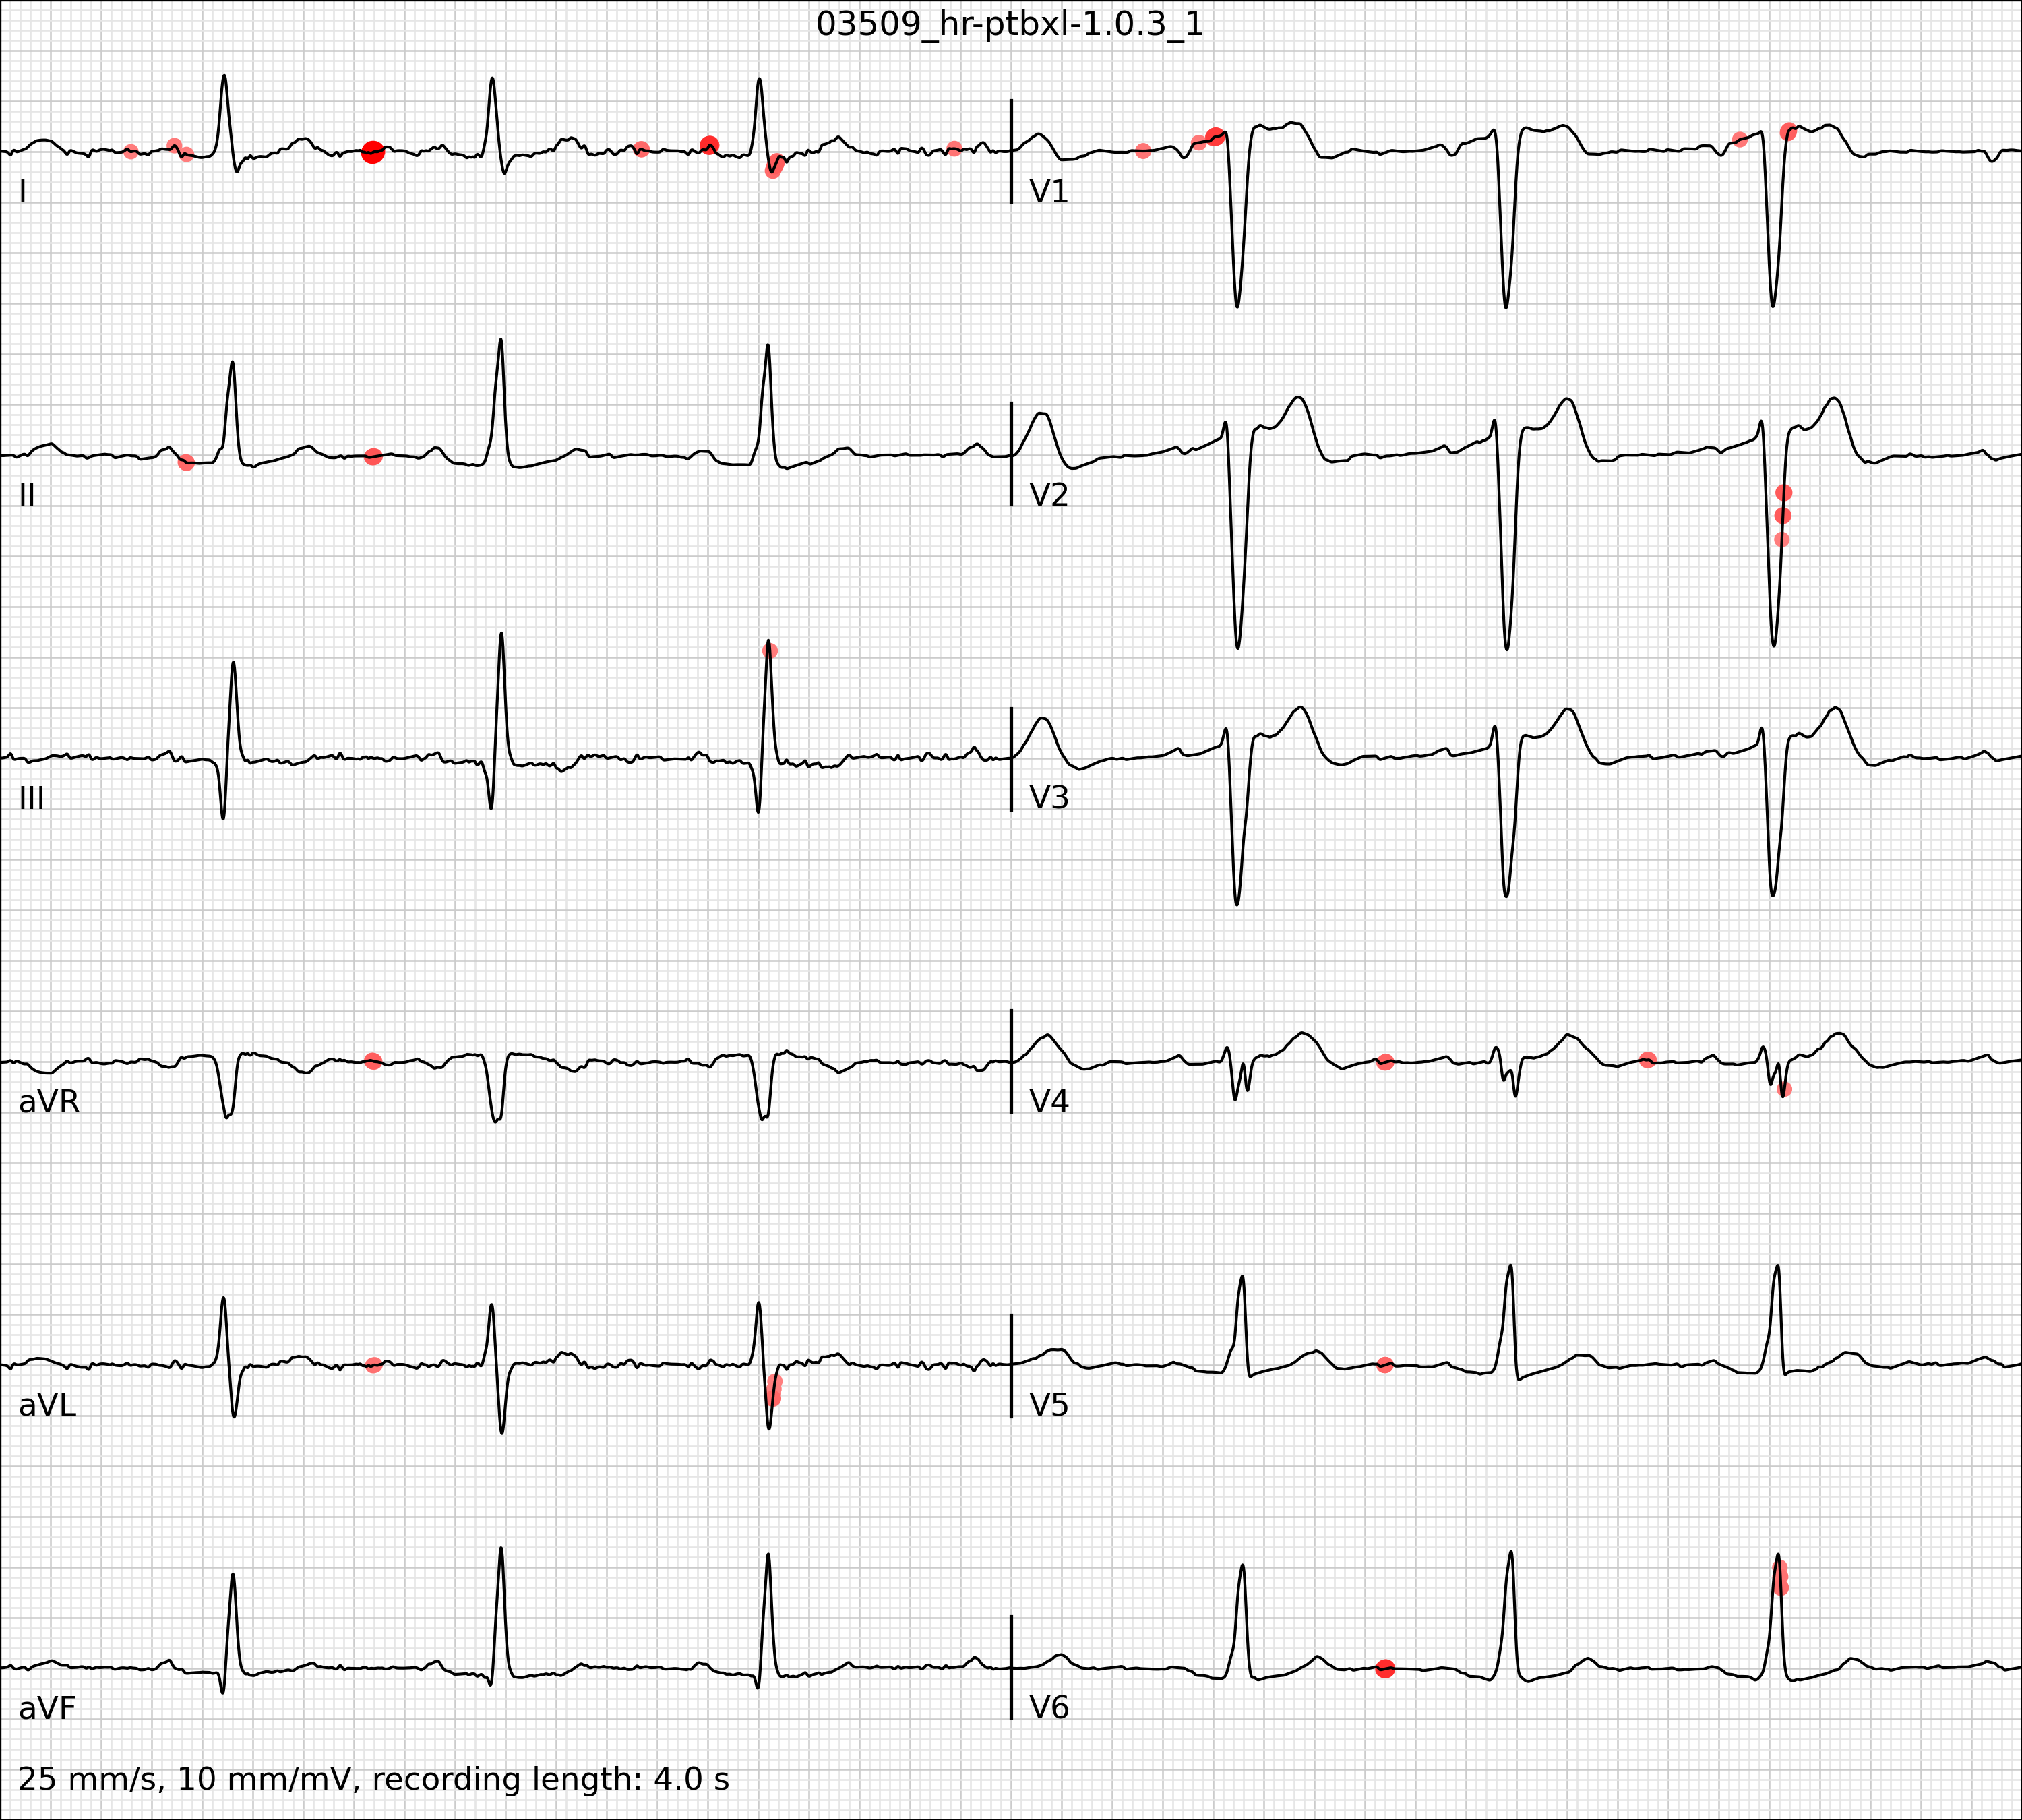 03509_hr-ptbxl-1.0.3_1
I
V1
II
V2
III
V3
aVR
V4
aVL
V5
aVF
V6
25 mm/s, 10 mm/mV, recording length: 4.0 s